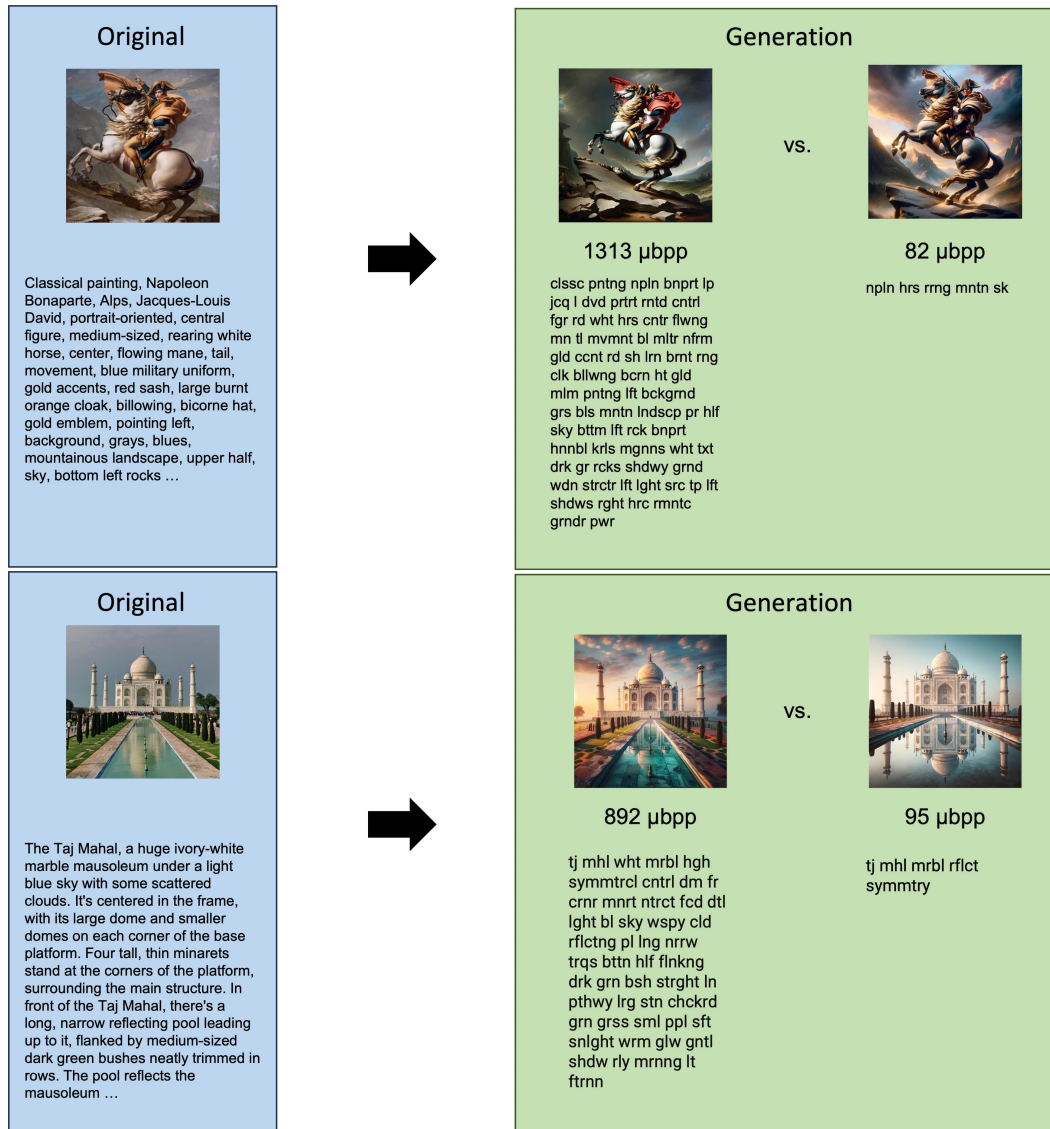 Original
Classical painting, Napoleon
Bonaparte, Alps, Jacques-Louis
David, portrait-oriented, central
figure, medium-sized, rearing white
horse, center, flowing mane, tail,
movement, blue military uniform,
gold accents, red sash, large burnt
orange cloak, billowing, bicorne hat,
gold emblem, pointing left,
background, grays, blues,
mountainous landscape, upper half,
sky, bottom left rocks …
Generation
vs.
1313 µbpp
clssc pntng npln bnprt lp
jcq l dvd prtrt rntd cntrl
fgr rd wht hrs cntr flwng
mn tl mvmnt bl mltr nfrm
gld ccnt rd sh lrn brnt rng
clk bllwng bcrn ht gld
mlm pntng lft bckgrnd
grs bls mntn lndscp pr hlf
sky bttm lft rck bnprt
hnnbl krls mgnns wht txt
drk gr rcks shdwy grnd
wdn strctr lft lght src tp lft
shdws rght hrc rmntc
grndr pwr
82 µbpp
npln hrs rrng mntn sk
Original
The Taj Mahal, a huge ivory-white
marble mausoleum under a light
blue sky with some scattered
clouds. It's centered in the frame,
with its large dome and smaller
domes on each corner of the base
platform. Four tall, thin minarets
stand at the corners of the platform,
surrounding the main structure. In
front of the Taj Mahal, there's a
long, narrow reflecting pool leading
up to it, flanked by medium-sized
dark green bushes neatly trimmed in
rows. The pool reflects the
mausoleum …
Generation
vs.
892 µbpp
tj mhl wht mrbl hgh
symmtrcl cntrl dm fr
crnr mnrt ntrct fcd dtl
lght bl sky wspy cld
rflctng pl lng nrrw
trqs bttn hlf flnkng
drk grn bsh strght ln
pthwy lrg stn chckrd
grn grss sml ppl sft
snlght wrm glw gntl
shdw rly mrnng lt
ftrnn
95 µbpp
tj mhl mrbl rflct
symmtry